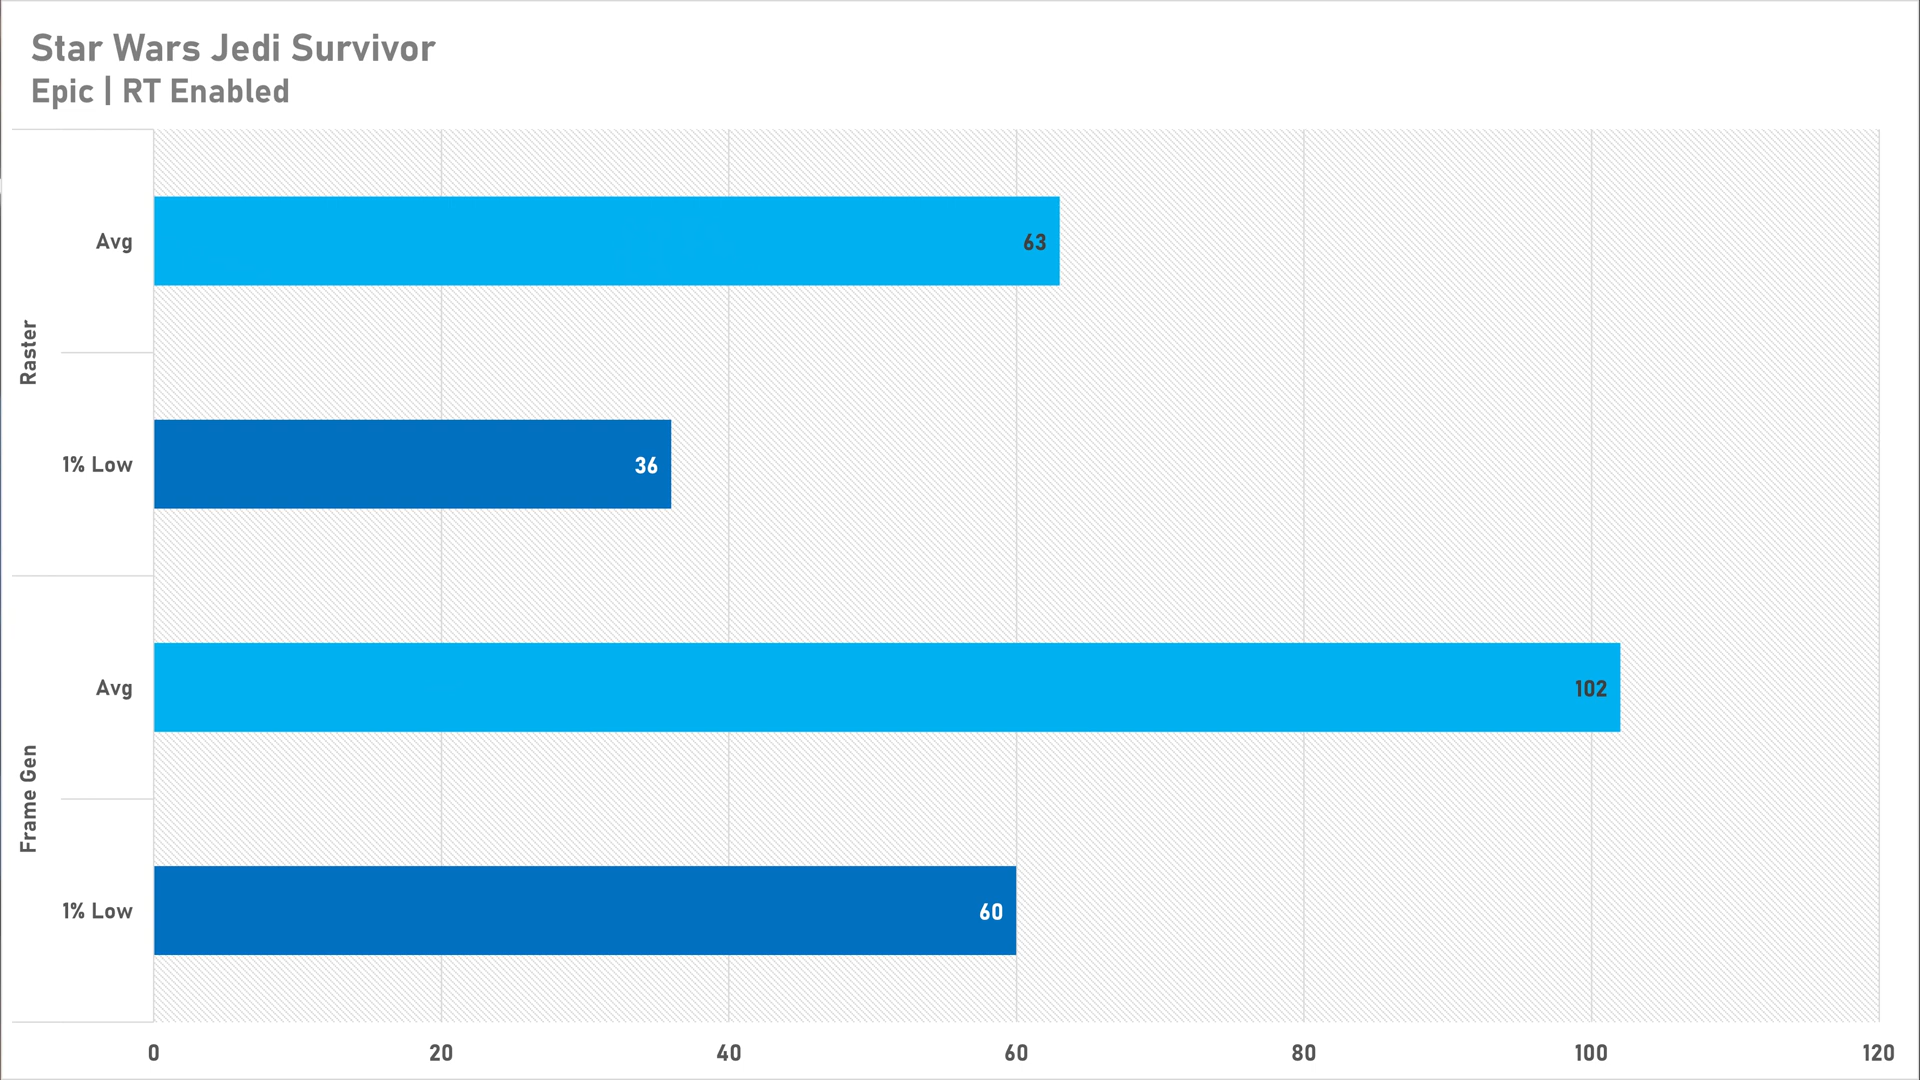 Star Wars Jedi Survivor
Epic | RT Enabled
Raster
Avg
63
1% Low
36
Frame Gen
Avg
102
1% Low
60
0 20 40 60 80 100 120